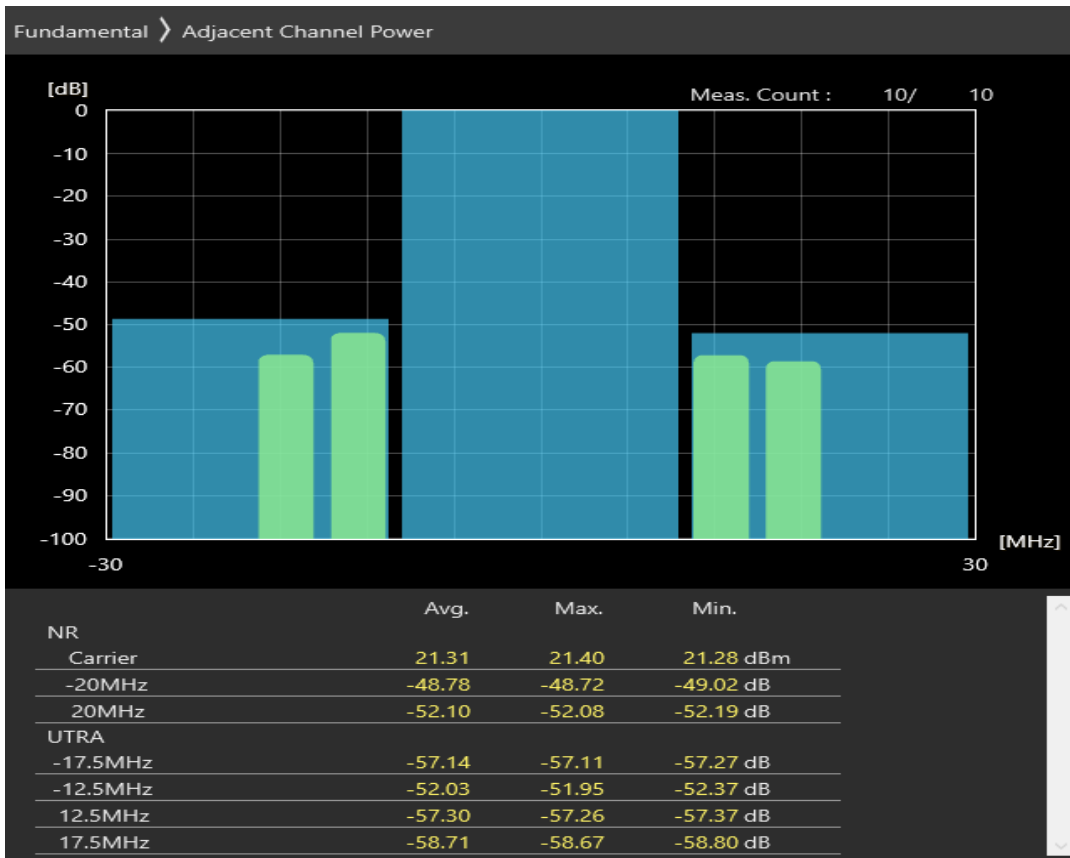 Fundamental ❯ Adjacent Channel Power
[dB]
Meas. Count : 10/ 10
0
-10
-20
-30
-40
-50
-60
-70
-80
-90
-100
[MHz]
-30 30
Avg. Max. Min.
NR
Carrier 21.31 21.40 21.28 dBm
-20MHz -48.78 -48.72 -49.02 dB
20MHz -52.10 -52.08 -52.19 dB
UTRA
-17.5MHz -57.14 -57.11 -57.27 dB
-12.5MHz -52.03 -51.95 -52.37 dB
12.5MHz -57.30 -57.26 -57.37 dB
17.5MHz -58.71 -58.67 -58.80 dB